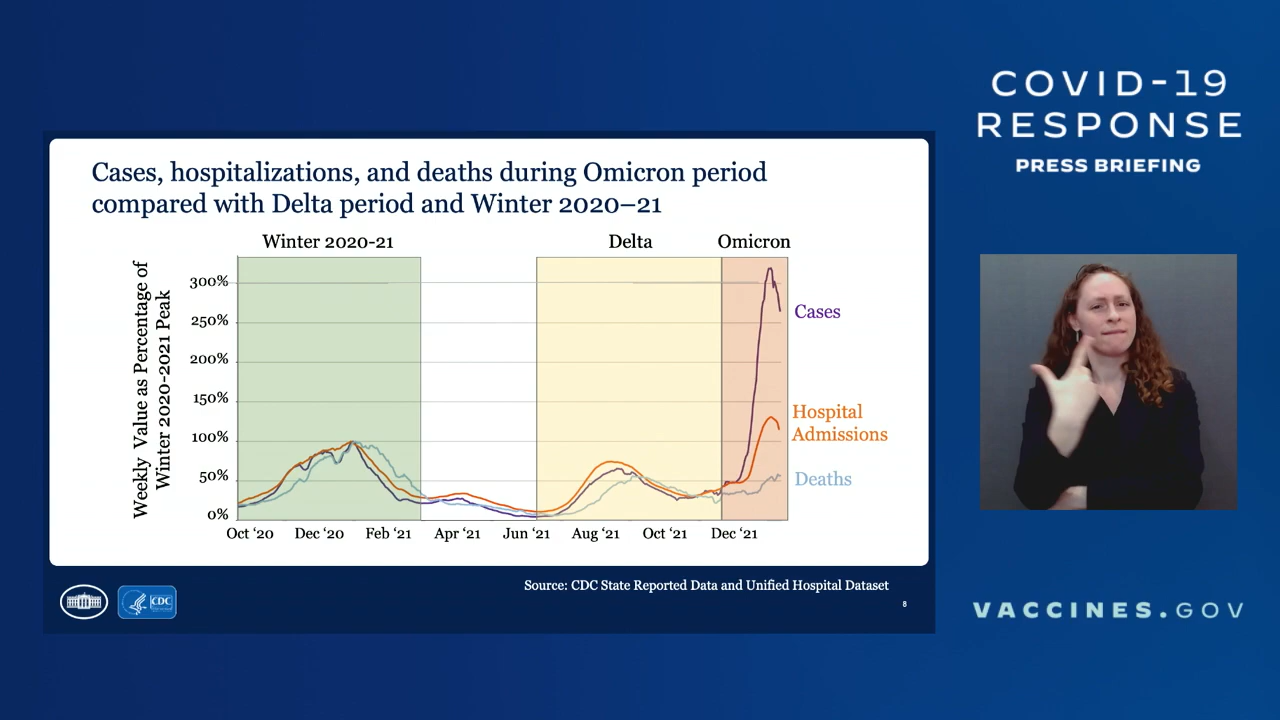 COVID-19
RESPONSE
PRESS BRIEFING
Cases, hospitalizations, and deaths during Omicron period
compared with Delta period and Winter 2020–21
Winter 2020-21
Delta
Omicron
Weekly Value as Percentage of
Winter 2020-2021 Peak
300%
250%
200%
150%
100%
50%
0%
Cases
Hospital
Admissions
Deaths
Oct ‘20
Dec ‘20
Feb ‘21
Apr ‘21
Jun ‘21
Aug ‘21
Oct ‘21
Dec ‘21
Source: CDC State Reported Data and Unified Hospital Dataset
8
CDC
VACCINES.GOV